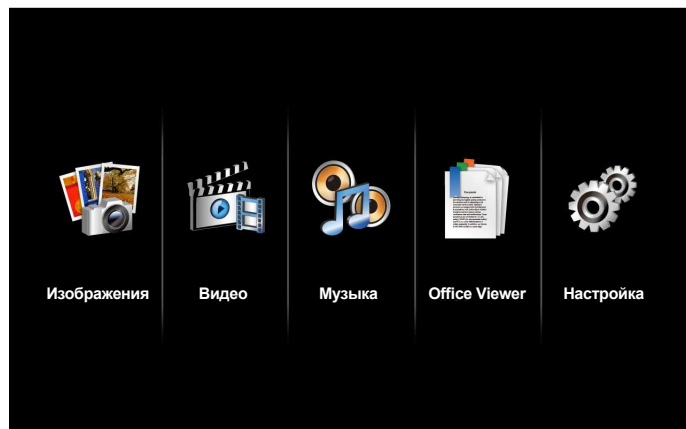 Изображения
Видео
Музыка
Office Viewer
Настройка